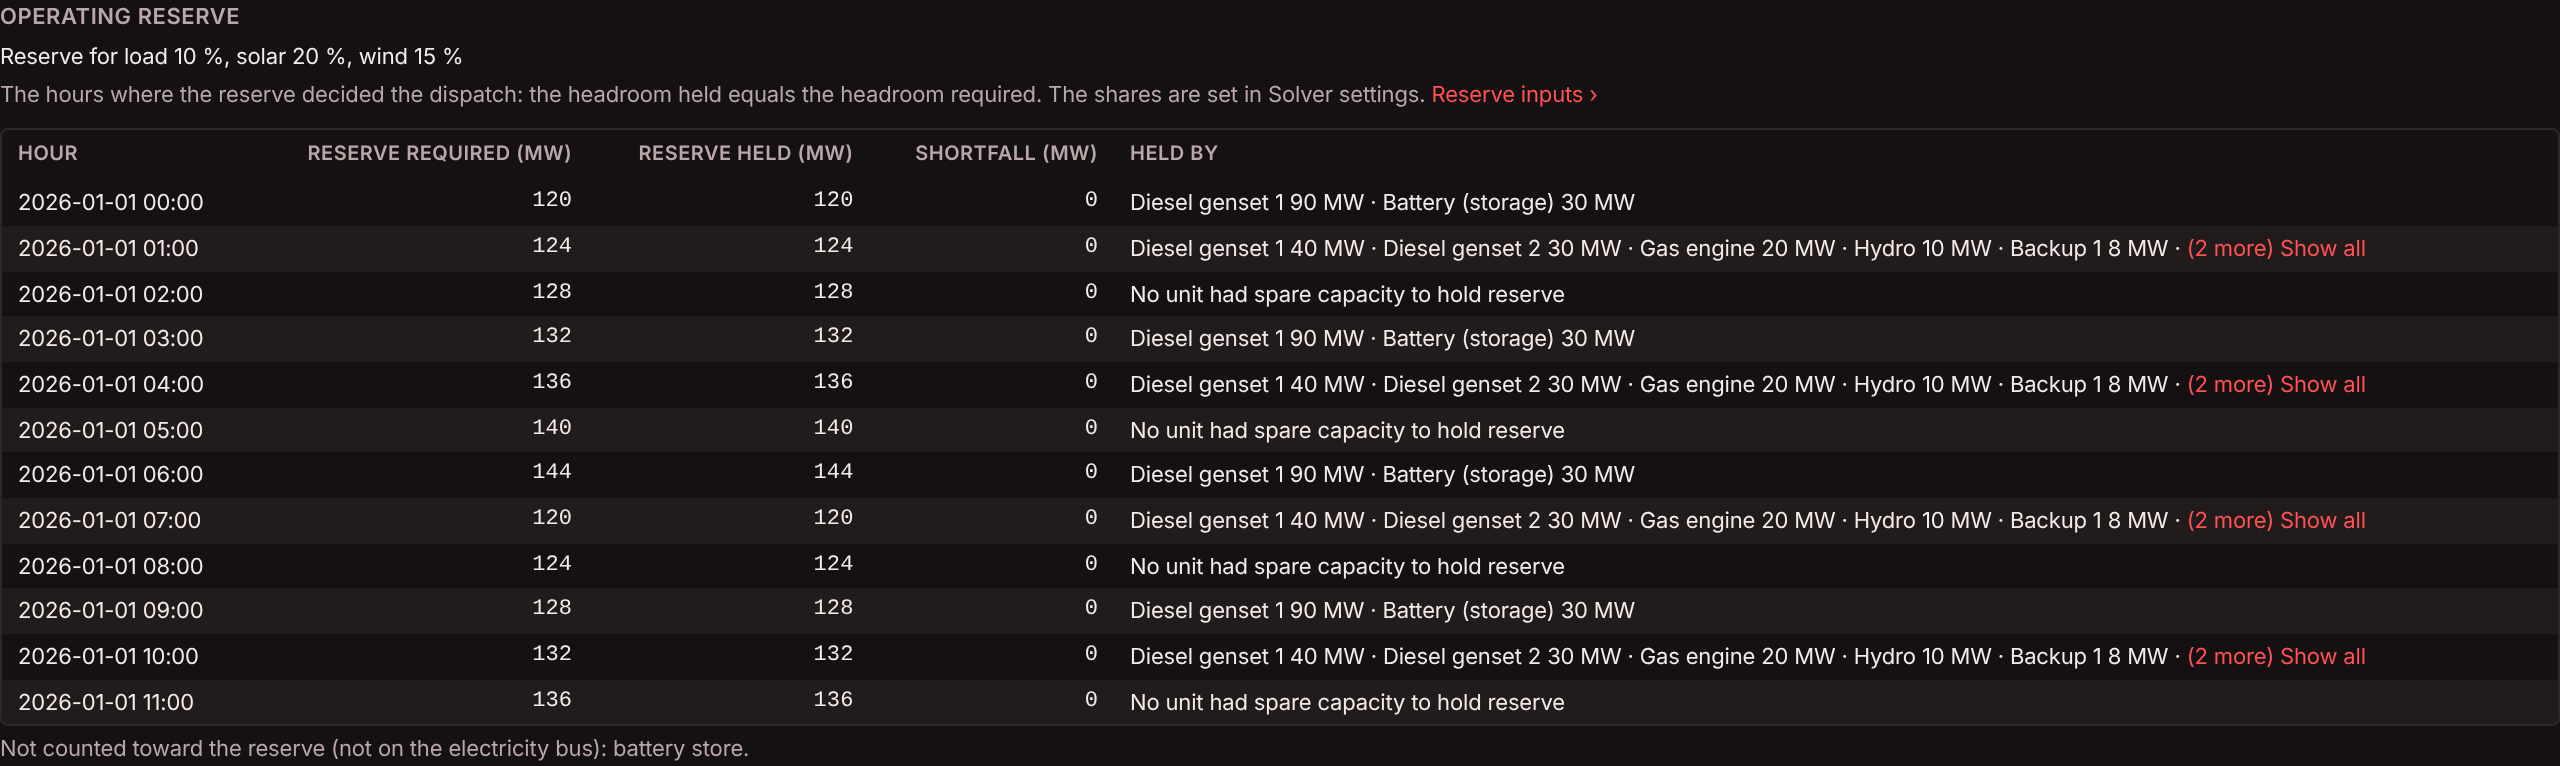 OPERATING RESERVE
Reserve for load 10 %, solar 20 %, wind 15 %
The hours where the reserve decided the dispatch: the headroom held equals the headroom required. The shares are set in Solver settings. Reserve inputs ›
HOUR RESERVE REQUIRED (MW) RESERVE HELD (MW) SHORTFALL (MW) HELD BY
2026-01-01 00:00 120 120 0 Diesel genset 1 90 MW · Battery (storage) 30 MW
2026-01-01 01:00 124 124 0 Diesel genset 1 40 MW · Diesel genset 2 30 MW · Gas engine 20 MW · Hydro 10 MW · Backup 1 8 MW · (2 more) Show all
2026-01-01 02:00 128 128 0 No unit had spare capacity to hold reserve
2026-01-01 03:00 132 132 0 Diesel genset 1 90 MW · Battery (storage) 30 MW
2026-01-01 04:00 136 136 0 Diesel genset 1 40 MW · Diesel genset 2 30 MW · Gas engine 20 MW · Hydro 10 MW · Backup 1 8 MW · (2 more) Show all
2026-01-01 05:00 140 140 0 No unit had spare capacity to hold reserve
2026-01-01 06:00 144 144 0 Diesel genset 1 90 MW · Battery (storage) 30 MW
2026-01-01 07:00 120 120 0 Diesel genset 1 40 MW · Diesel genset 2 30 MW · Gas engine 20 MW · Hydro 10 MW · Backup 1 8 MW · (2 more) Show all
2026-01-01 08:00 124 124 0 No unit had spare capacity to hold reserve
2026-01-01 09:00 128 128 0 Diesel genset 1 90 MW · Battery (storage) 30 MW
2026-01-01 10:00 132 132 0 Diesel genset 1 40 MW · Diesel genset 2 30 MW · Gas engine 20 MW · Hydro 10 MW · Backup 1 8 MW · (2 more) Show all
2026-01-01 11:00 136 136 0 No unit had spare capacity to hold reserve
Not counted toward the reserve (not on the electricity bus): battery store.